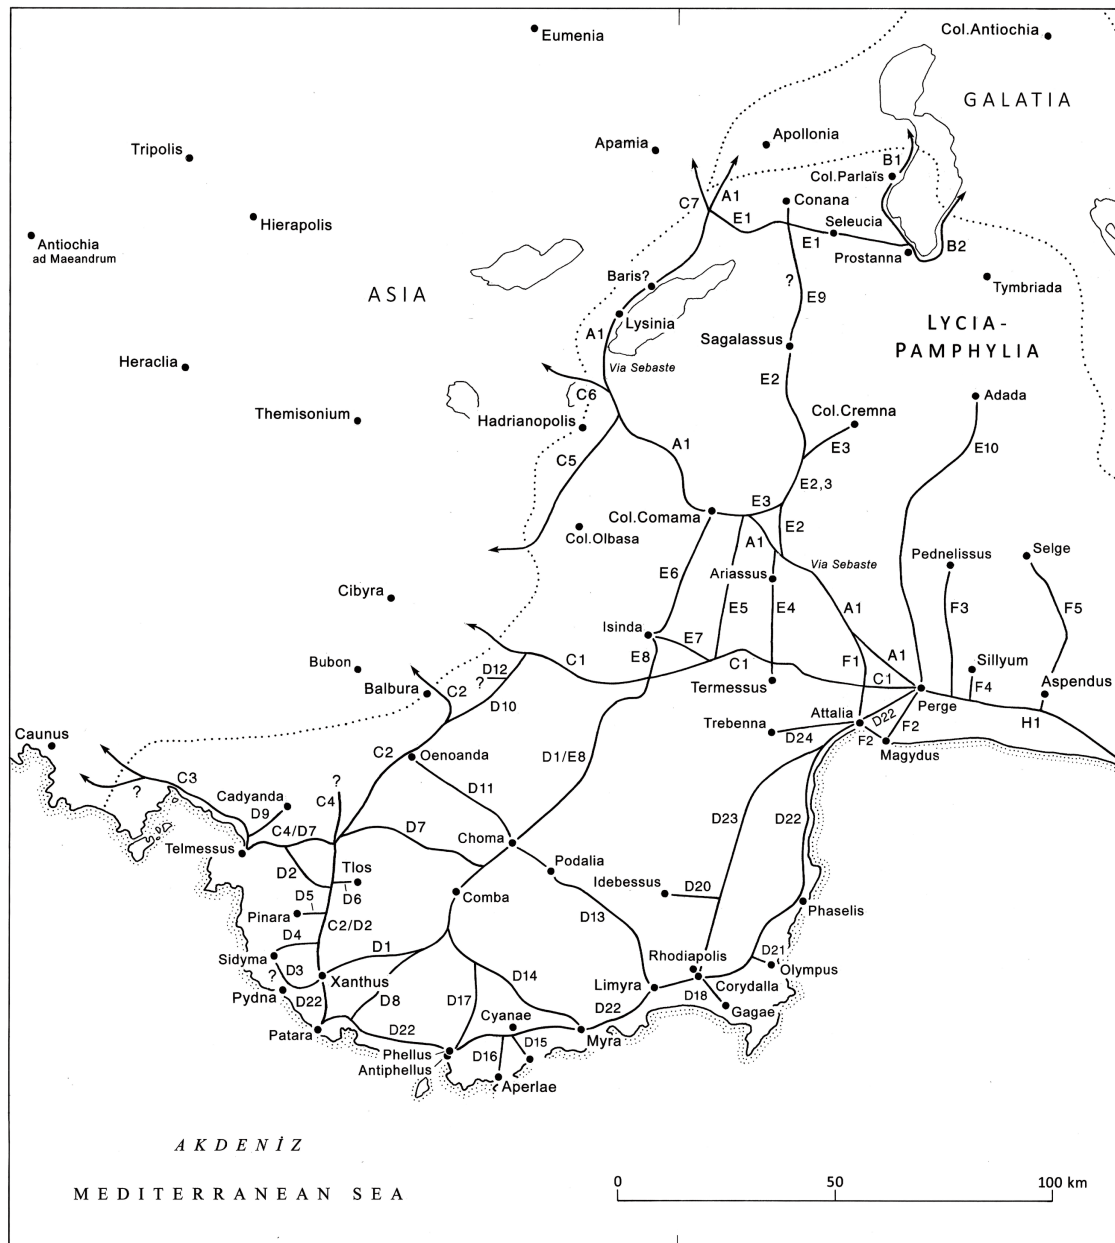 Eumenia
Col.Antiochia
GALATIA
Tripolis
Apamia
Apollonia
B1
Col.Parlaïs
C7
A1
Conana
Hierapolis
E1
Seleucia
E1
Antiochia
ad Maeandrum
Prostanna
B2
Baris?
?
ASIA
E9
Tymbriada
Lysinia
LYCIA-
PAMPHYLIA
A1
Sagalassus
Heraclia
Via Sebaste
E2
C6
Adada
Themisonium
Hadrianopolis
Col.Cremna
A1
E3
E10
C5
E2,3
E3
Col.Comama
E2
Col.Olbasa
A1
Pednelissus
Selge
Via Sebaste
E6
Ariassus
Cibyra
E5
E4
A1
F3
F5
Isinda
E7
E8
C1
C1
F1
A1
Bubon
D12
?
Sillyum
Balbura
C2
D10
Termessus
C1
F4
Aspendus
Perge
Attalia
D22
H1
Trebenna
D24
F2
F2
Magydus
Caunus
C2
Oenoanda
D1/E8
C3
?
?
Cadyanda
C4
D11
D9
C4/D7
D7
Choma
D23
D22
Telmessus
D2
Tlos
Podalia
D5
D6
Idebessus
D20
Pinara
Comba
D13
Phaselis
D4
C2/D2
Sidyma
D1
D21
?
D3
Rhodiapolis
Olympus
Xanthus
D14
Limyra
Corydalla
Pydna
D22
D8
D17
D18
Gagae
Cyanae
D22
Patara
D22
Myra
Phellus
D16
D15
Antiphellus
Aperlae
AKDENİZ
MEDITERRANEAN SEA
0
50
100 km